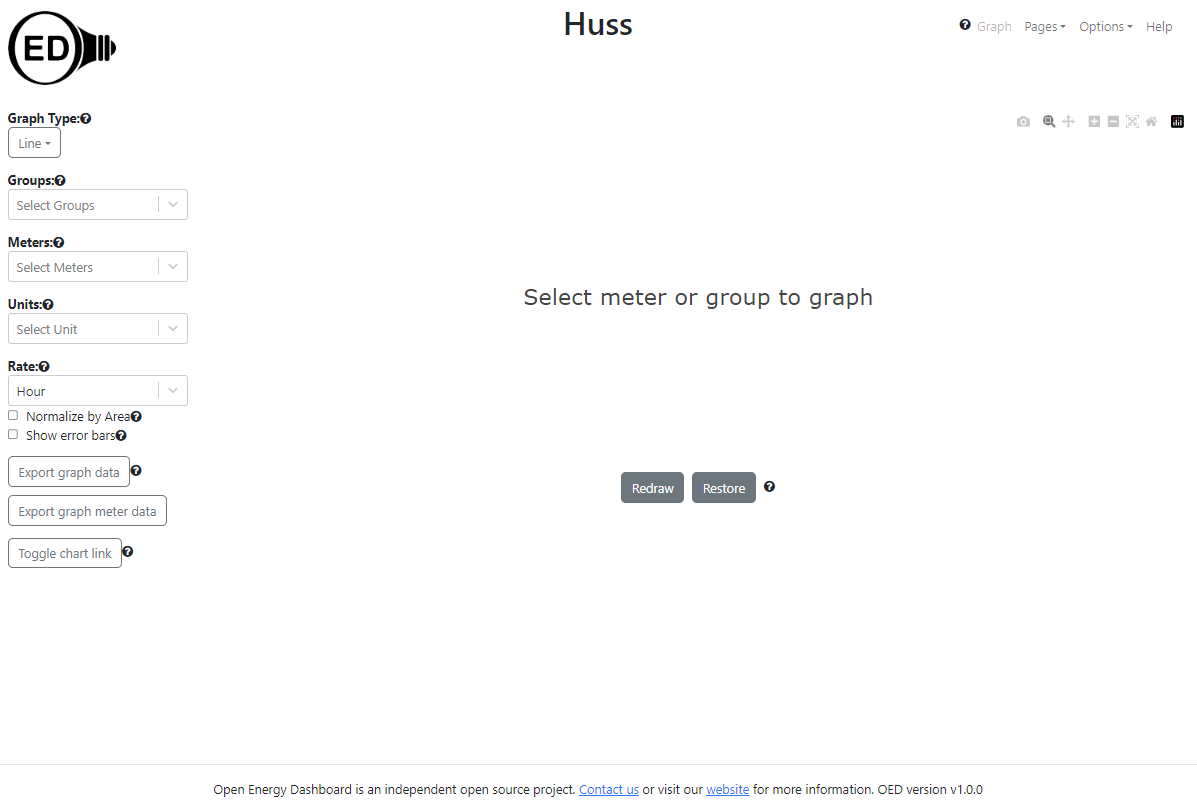 ED
Huss
Graph Pages Options Help
Graph Type:
Line
Groups:
Select Groups
Meters:
Select Meters
Units:
Select Unit
Rate:
Hour
Normalize by Area
Show error bars
Export graph data
Export graph meter data
Toggle chart link
Select meter or group to graph
Redraw Restore
Open Energy Dashboard is an independent open source project. Contact us or visit our website for more information. OED version v1.0.0